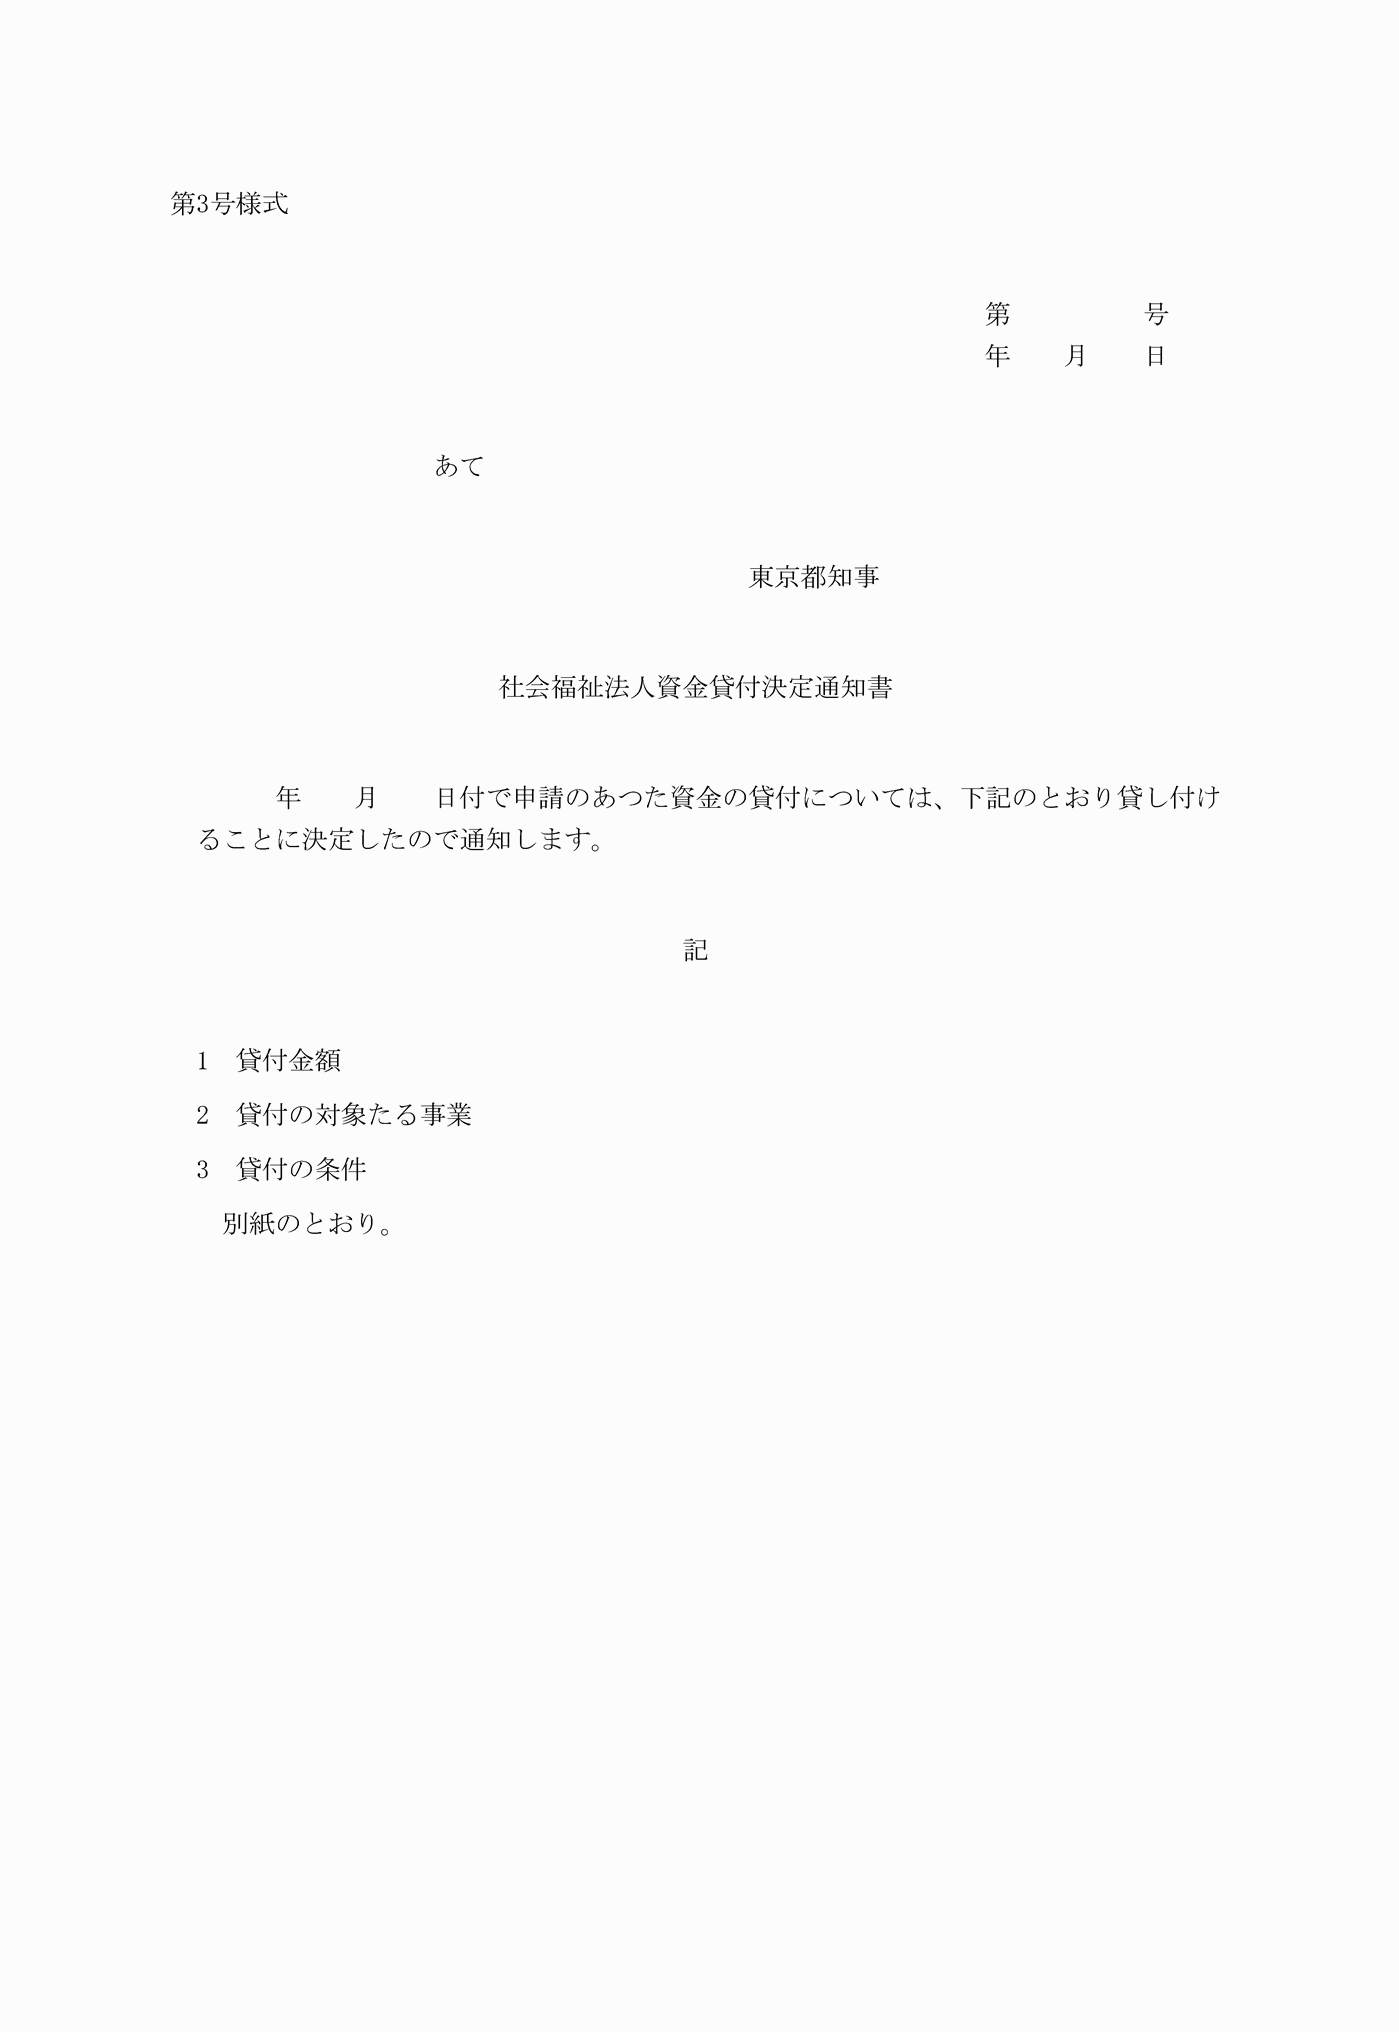 第3号様式
第　　　　　号
年　　月　　日
あて
東京都知事
社会福祉法人資金貸付決定通知書
年　　月　　日付で申請のあつた資金の貸付については、下記のとおり貸し付け
ることに決定したので通知します。
記
1　貸付金額
2　貸付の対象たる事業
3　貸付の条件
別紙のとおり。